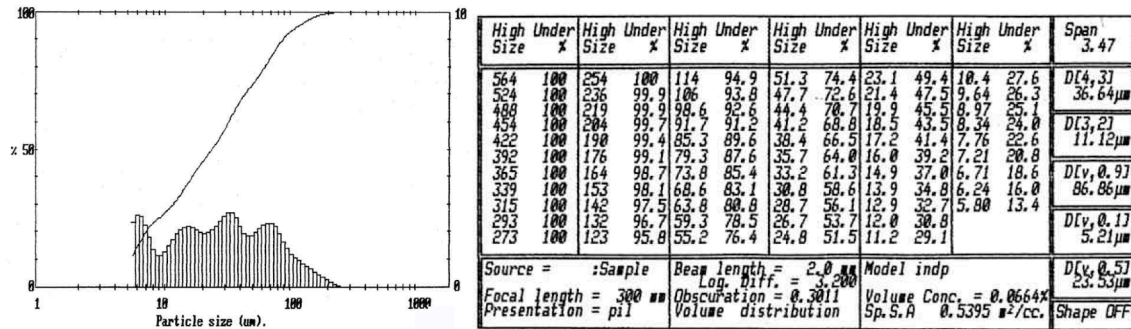 100
10
% 50
0
0
1
10
100
1000
Particle size (um).
High Under High Under High Under High Under High Under High Under Span
Size % Size % Size % Size % Size % Size % 3.47
564 100 254 100 114 94.9 51.3 74.4 23.1 49.4 10.4 27.6 D[4,3]
524 100 236 99.9 106 93.8 47.7 72.6 21.4 47.5 9.64 26.3 36.64µm
488 100 219 99.9 98.6 92.6 44.4 70.7 19.9 45.5 8.97 25.1
454 100 204 99.7 91.7 91.2 41.2 68.8 18.5 43.5 8.34 24.0 D[3,2]
422 100 190 99.4 85.3 89.6 38.4 66.5 17.2 41.4 7.76 22.6 11.12µm
392 100 176 99.1 79.3 87.6 35.7 64.0 16.0 39.2 7.21 20.8
365 100 164 98.7 73.8 85.4 33.2 61.3 14.9 37.0 6.71 18.6 D[v,0.9]
339 100 153 98.1 68.6 83.1 30.8 58.6 13.9 34.8 6.24 16.0 86.86µm
315 100 142 97.5 63.8 80.8 28.7 56.1 12.9 32.7 5.80 13.4
293 100 132 96.7 59.3 78.5 26.7 53.7 12.0 30.8 D[v,0.1]
273 100 123 95.8 55.2 76.4 24.8 51.5 11.2 29.1 5.21µm
Source = :Sample Beam length = 2.0 mm Model indp D[v,0.5]
Log. Diff. = 3.200 23.53µm
Focal length = 300 mm Obscuration = 0.3011 Volume Conc. = 0.0664%
Presentation = pil Volume distribution Sp.S.A 0.5395 m²/cc. Shape OFF